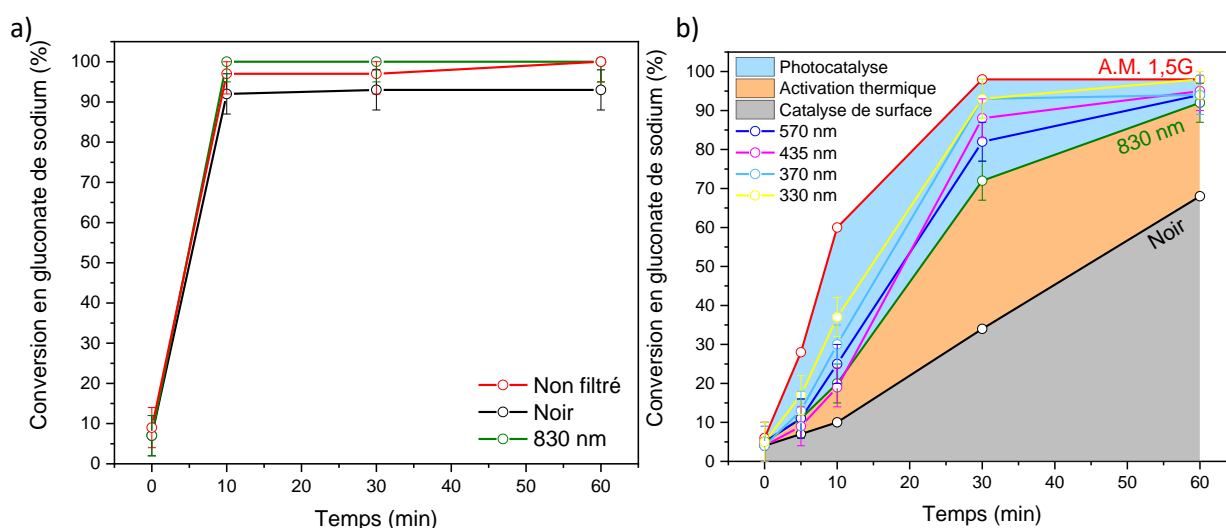 a)
Conversion en gluconate de sodium (%)
100
90
80
70
60
50
40
30
20
10
0
Non filtré
Noir
830 nm
0 10 20 30 40 50 60
Temps (min)
b)
Conversion en gluconate de sodium (%)
100
90
80
70
60
50
40
30
20
10
0
Photocatalyse
Activation thermique
Catalyse de surface
570 nm
435 nm
370 nm
330 nm
A.M. 1,5G
830 nm
Noir
0 10 20 30 40 50 60
Temps (min)